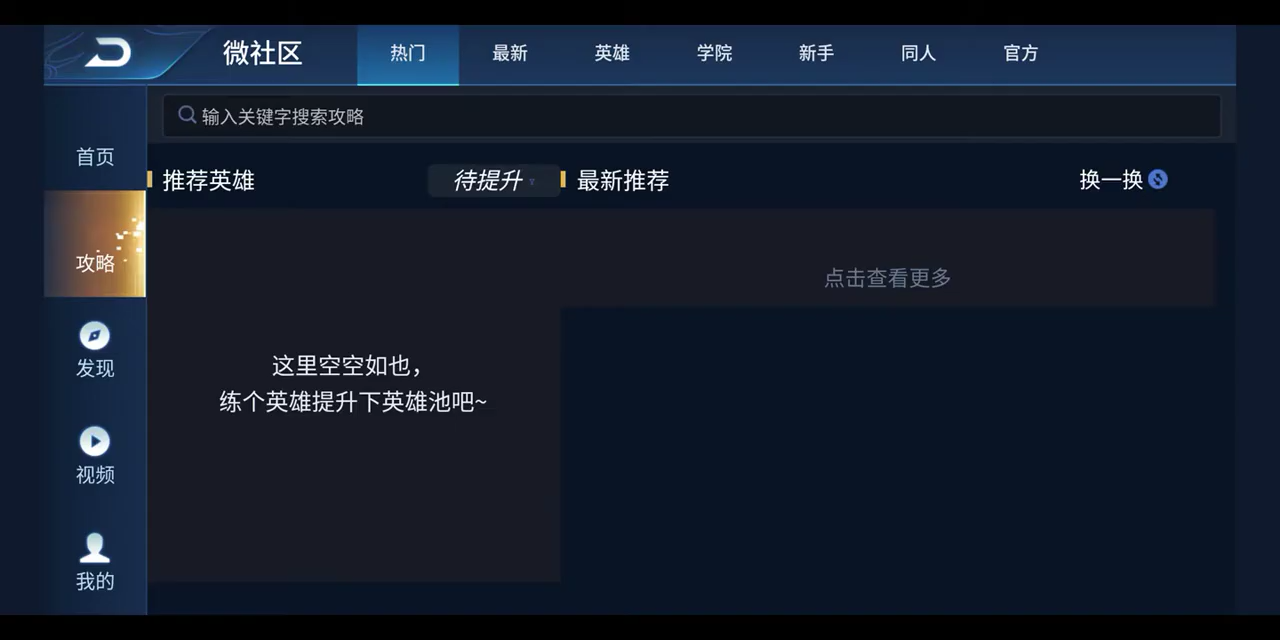 微社区
热门
最新
英雄
学院
新手
同人
官方
输入关键字搜索攻略
首页
攻略
发现
视频
我的
推荐英雄
待提升
最新推荐
换一换
点击查看更多
这里空空如也，
练个英雄提升下英雄池吧~